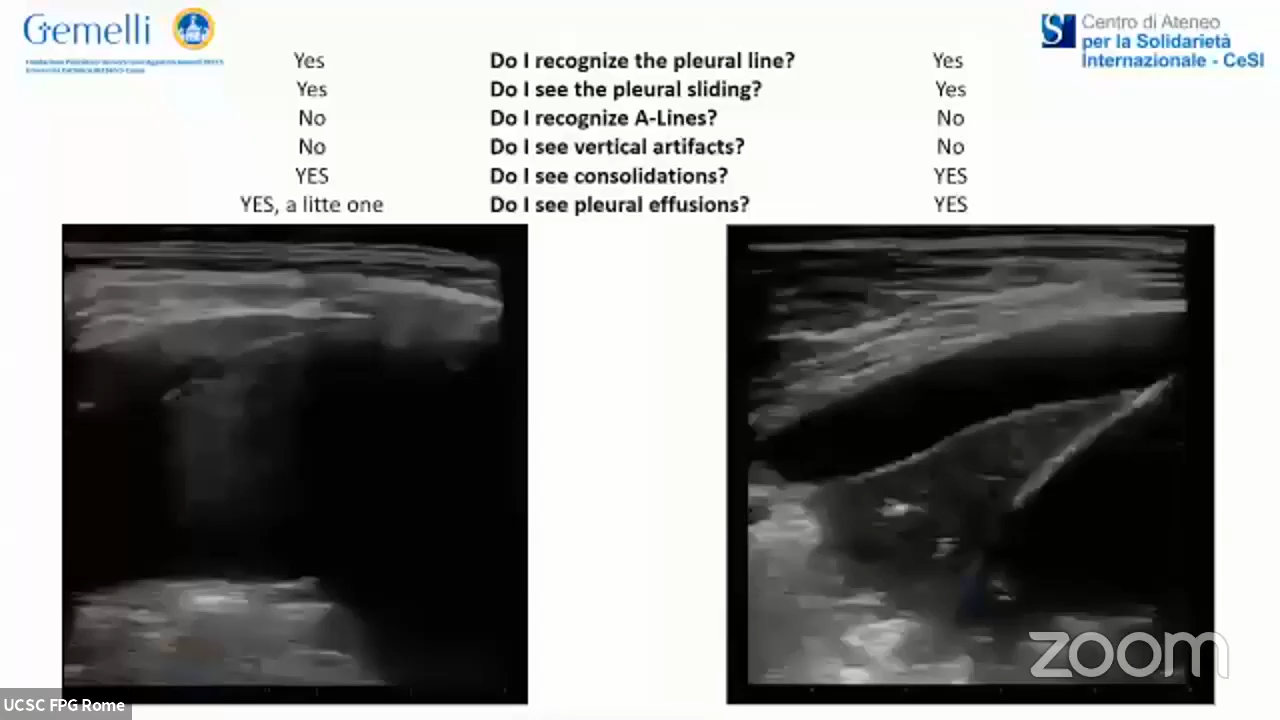 Gemelli
Centro di Ateneo
per la Solidarietà
Internazionale - CeSI
Yes Do I recognize the pleural line? Yes
Yes Do I see the pleural sliding? Yes
No Do I recognize A-Lines? No
No Do I see vertical artifacts? No
YES Do I see consolidations? YES
YES, a litte one Do I see pleural effusions? YES
zoom
UCSC FPG Rome